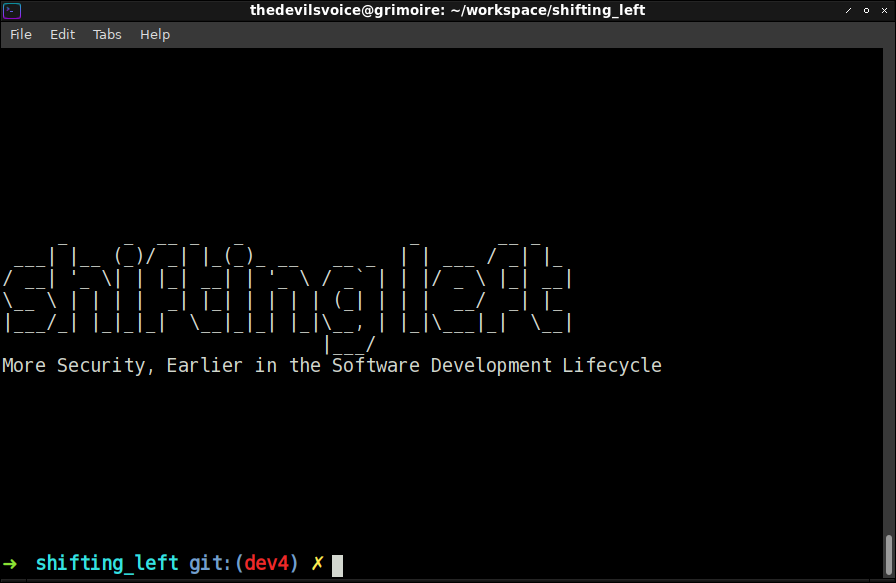 thedevilsvoice@grimoire: ~/workspace/shifting_left
File Edit Tabs Help
shifting left
More Security, Earlier in the Software Development Lifecycle
➜ shifting_left git:(dev4) ✗